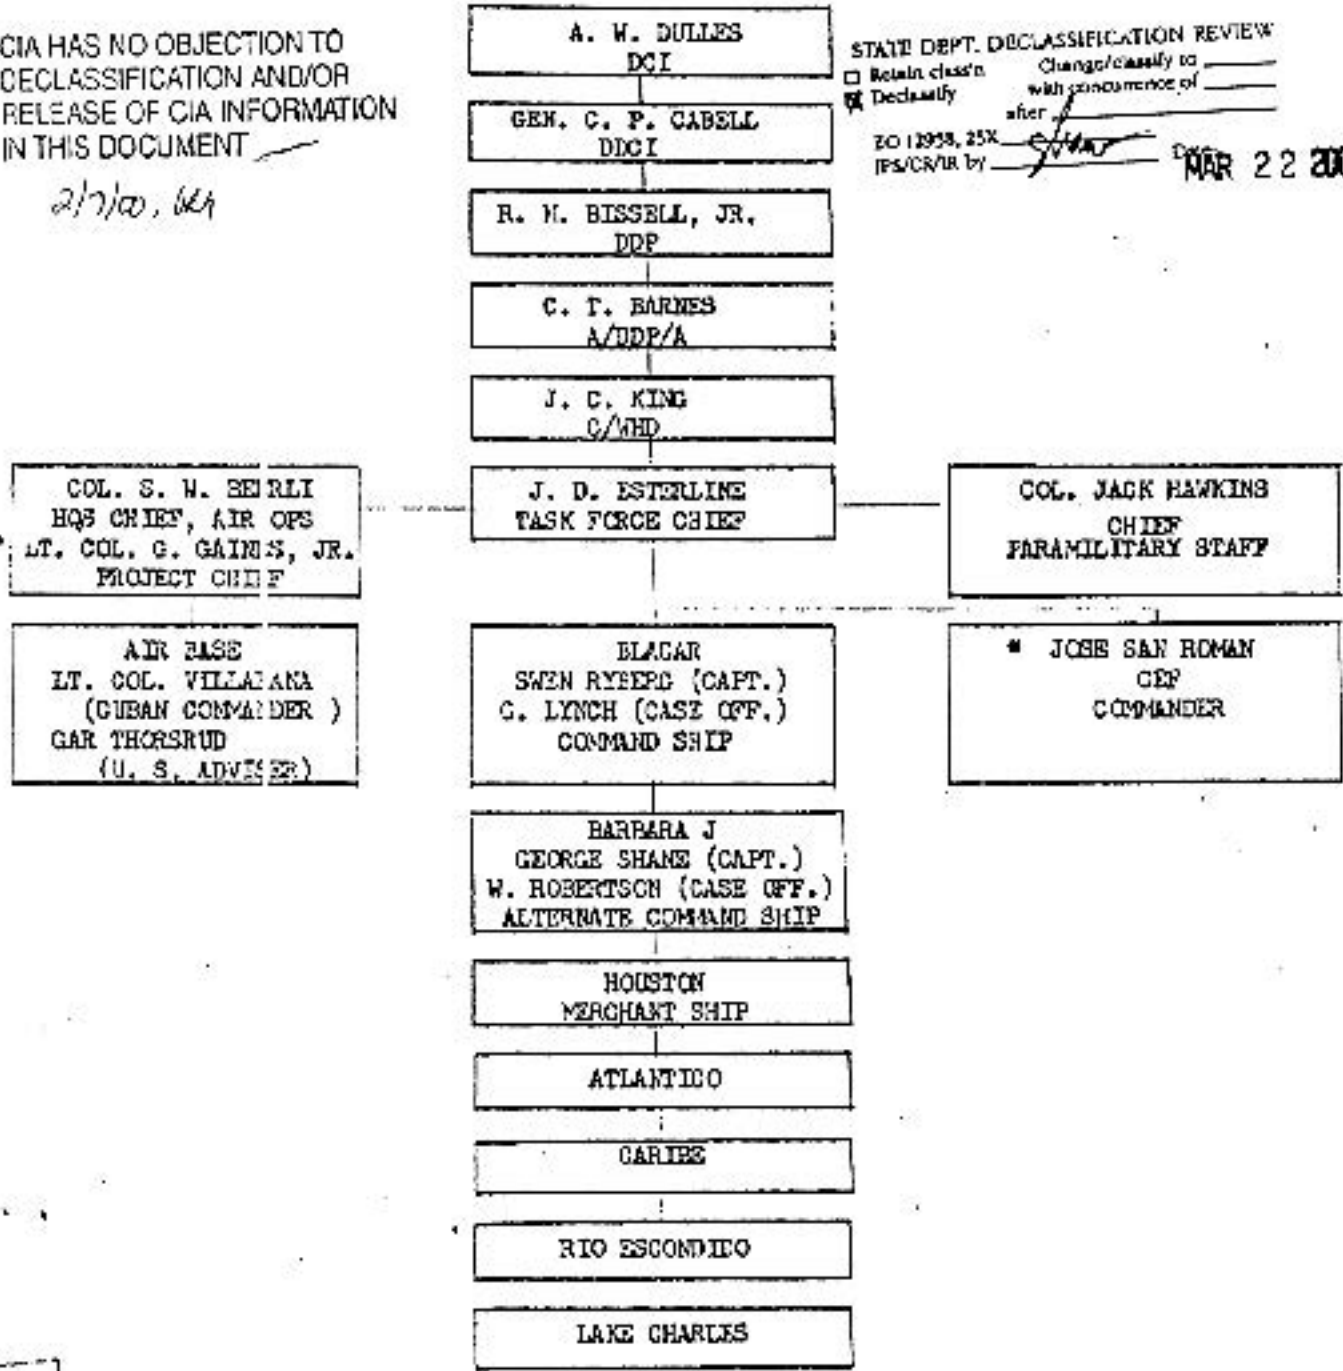 CIA HAS NO OBJECTION TO
DECLASSIFICATION AND/OR
RELEASE OF CIA INFORMATION
IN THIS DOCUMENT
2/7/00,
STATE DEPT. DECLASSIFICATION REVIEW
Retain class'n
Change/classify to
Declassify
with concurrence of
after
EO 12958, 25X
IPS/CR/IR by
Date
MAR 22
A. W. DULLES
DCI
GEN. C. P. CABELL
DDCI
R. M. BISSELL, JR.
DDP
C. T. BARNES
A/DDP/A
J. C. KING
C/WHD
COL. S. W. BEERLI
HQS CHIEF, AIR OPS
LT. COL. G. GAINES, JR.
PROJECT CHIEF
J. D. ESTERLINE
TASK FORCE CHIEF
COL. JACK HAWKINS
CHIEF
PARAMILITARY STAFF
AIR BASE
LT. COL. VILLAFANA
(CUBAN COMMANDER )
GAR THORSRUD
(U. S. ADVISER)
BLAGAR
SWEN RYBERG (CAPT.)
G. LYNCH (CASE OFF.)
COMMAND SHIP
* JOSE SAN ROMAN
CEF
COMMANDER
BARBARA J
GEORGE SHANE (CAPT.)
W. ROBERTSON (CASE OFF.)
ALTERNATE COMMAND SHIP
HOUSTON
MERCHANT SHIP
ATLANTICO
CARIBE
RIO ESCONDIDO
LAKE CHARLES